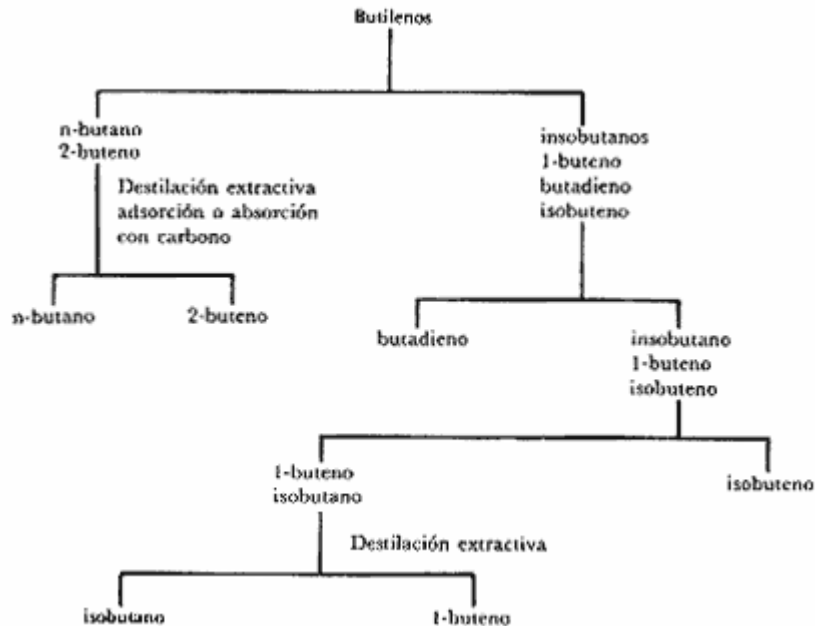 Butilenos
n-butano
2-buteno
insobutanos
1-buteno
butadieno
isobuteno
Destilación extractiva
adsorción o absorción
con carbono
n-butano
2-buteno
butadieno
insobutano
1-buteno
isobuteno
1-buteno
isobutano
isobuteno
Destilación extractiva
isobutano
1-buteno